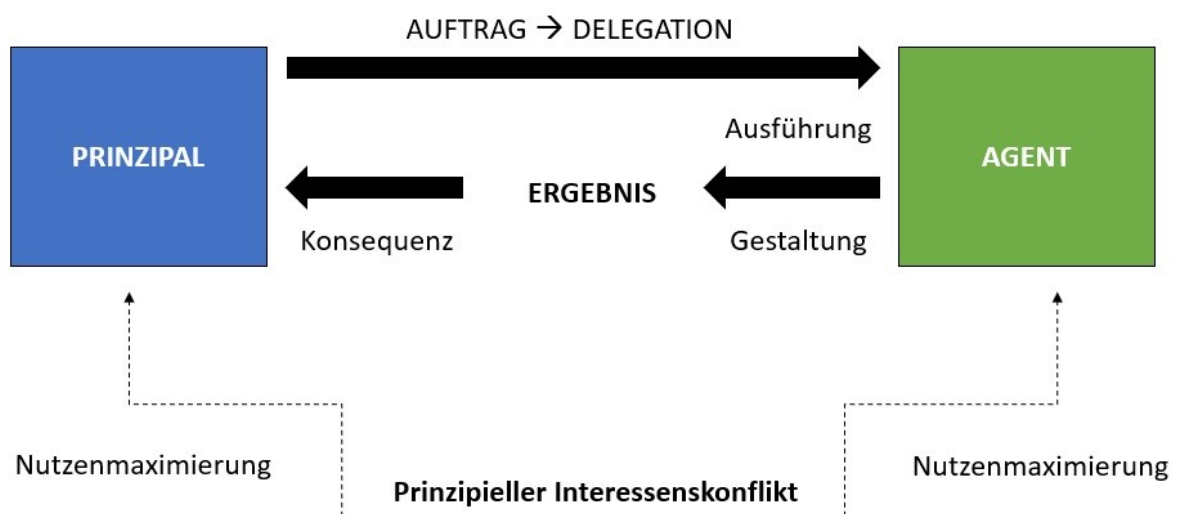 AUFTRAG → DELEGATION
PRINZIPAL
Ausführung
AGENT
ERGEBNIS
Konsequenz
Gestaltung
Nutzenmaximierung
Nutzenmaximierung
Prinzipieller Interessenskonflikt